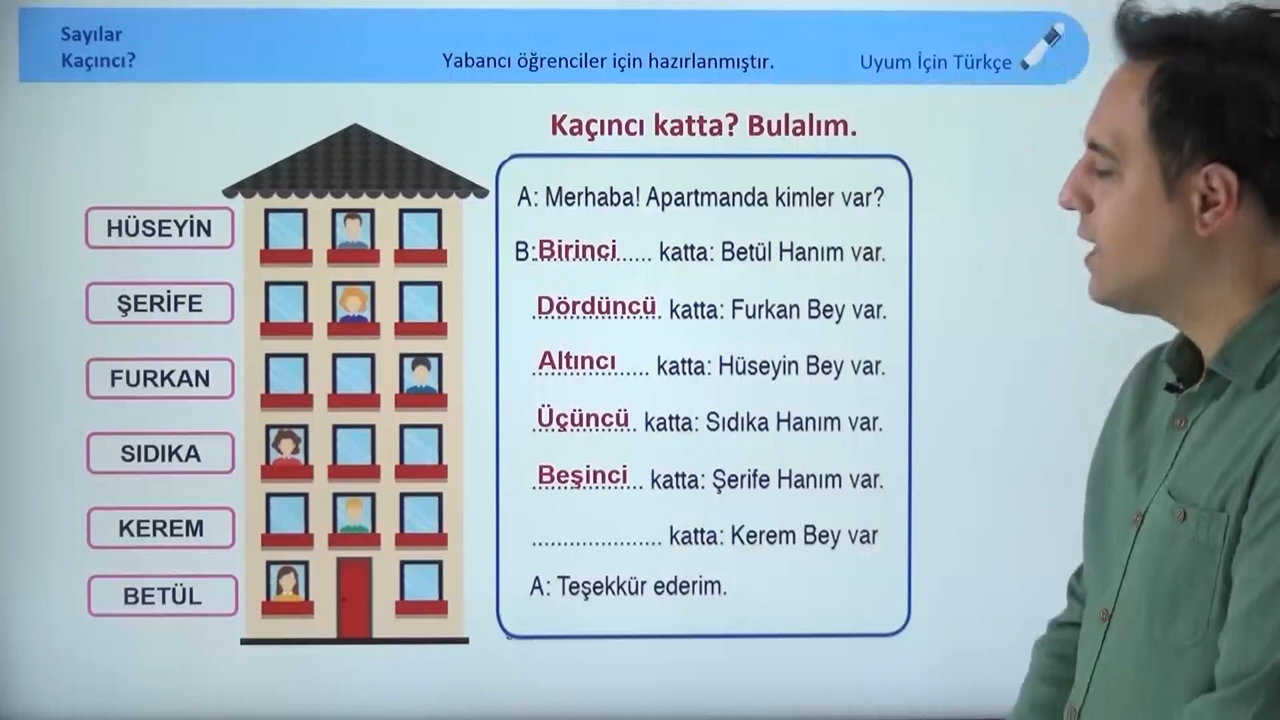 Sayılar
Kaçıncı?
Yabancı öğrenciler için hazırlanmıştır.
Uyum İçin Türkçe
HÜSEYİN
ŞERİFE
FURKAN
SIDIKA
KEREM
BETÜL
Kaçıncı katta? Bulalım.
A: Merhaba! Apartmanda kimler var?
B:Birinci...... katta: Betül Hanım var.
Dördüncü. katta: Furkan Bey var.
Altıncı..... katta: Hüseyin Bey var.
Üçüncü. katta: Sıdıka Hanım var.
Beşinci... katta: Şerife Hanım var.
...................... katta: Kerem Bey var
A: Teşekkür ederim.